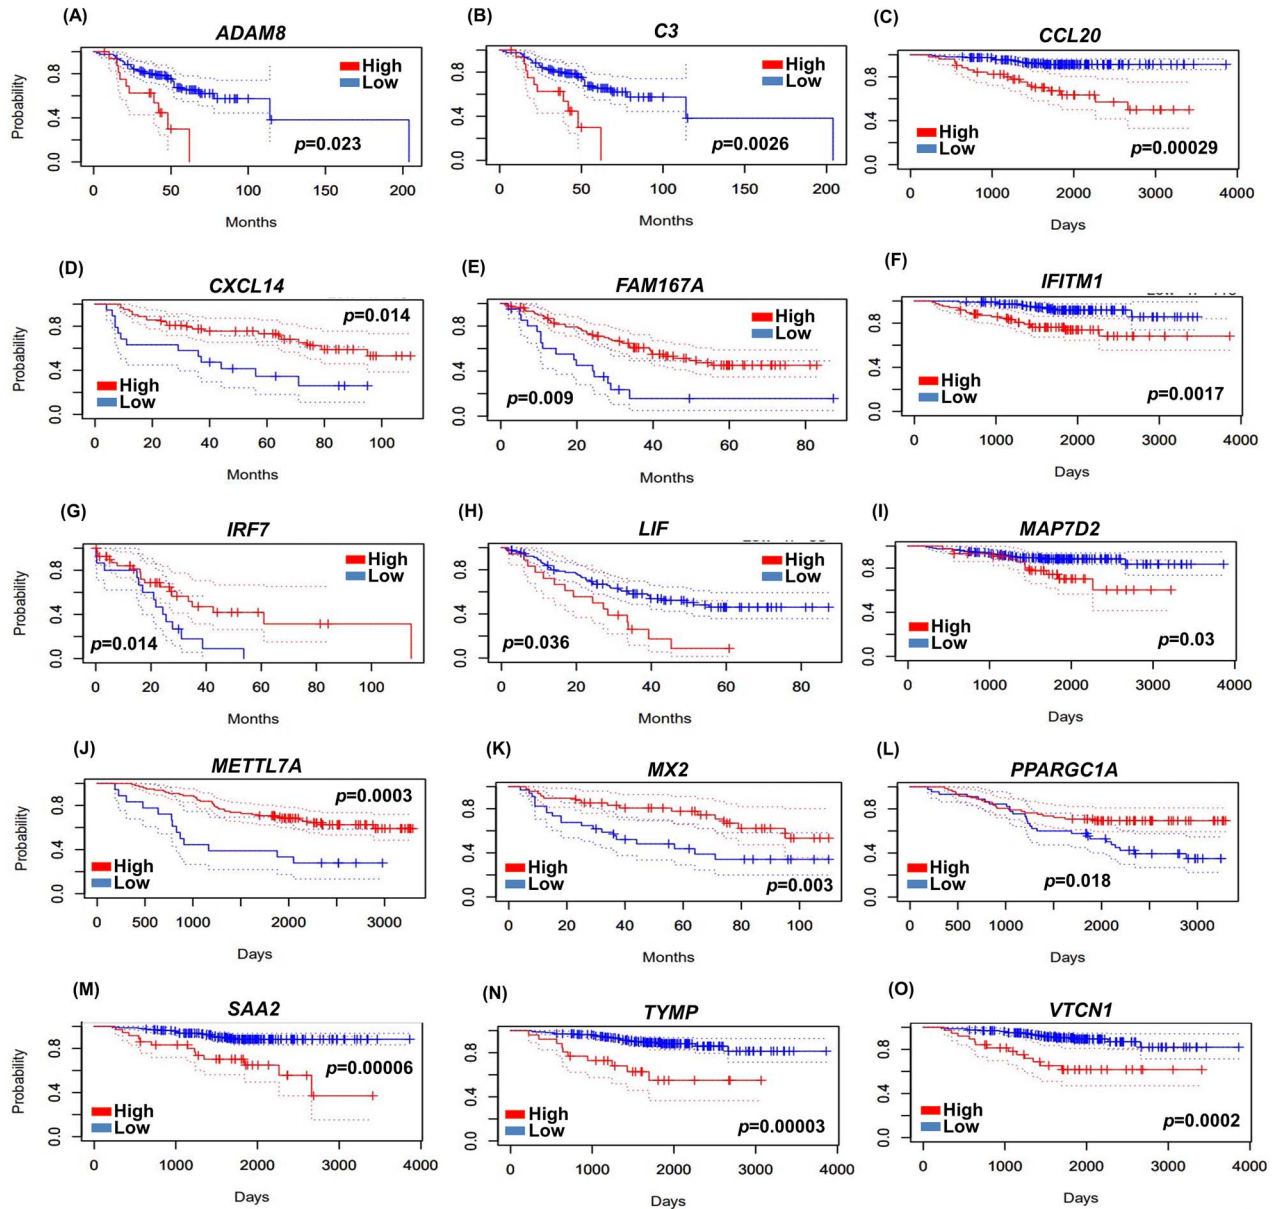 (A)
ADAM8
Probability
0.8
0.4
0.0
High
Low
p=0.023
0 50 100 150 200
Months
(B)
C3
0.8
0.4
0.0
High
Low
p=0.0026
0 50 100 150 200
Months
(C)
CCL20
0.8
0.4
0.0
High
Low
p=0.00029
0 1000 2000 3000 4000
Days
(D)
CXCL14
Probability
0.8
0.4
0.0
p=0.014
High
Low
0 20 40 60 80 100
Months
(E)
FAM167A
0.8
0.4
0.0
High
Low
p=0.009
0 20 40 60 80
Months
(F)
IFITM1
0.8
0.4
0.0
High
Low
p=0.0017
0 1000 2000 3000 4000
Days
(G)
IRF7
Probability
0.8
0.4
0.0
High
Low
p=0.014
0 20 40 60 80 100
Months
(H)
LIF
0.8
0.4
0.0
High
Low
p=0.036
0 20 40 60 80
Months
(I)
MAP7D2
0.8
0.4
0.0
High
Low
p=0.03
0 1000 2000 3000 4000
Days
(J)
METTL7A
Probability
0.8
0.4
0.0
p=0.0003
High
Low
0 500 1000 2000 3000
Days
(K)
MX2
0.8
0.4
0.0
High
Low
p=0.003
0 20 40 60 80 100
Months
(L)
PPARGC1A
0.8
0.4
0.0
High
Low
p=0.018
0 500 1000 2000 3000
Days
(M)
SAA2
Probability
0.8
0.4
0.0
p=0.00006
High
Low
0 1000 2000 3000 4000
Days
(N)
TYMP
0.8
0.4
0.0
High
Low
p=0.00003
0 1000 2000 3000 4000
Days
(O)
VTCN1
0.8
0.4
0.0
High
Low
p=0.0002
0 1000 2000 3000 4000
Days